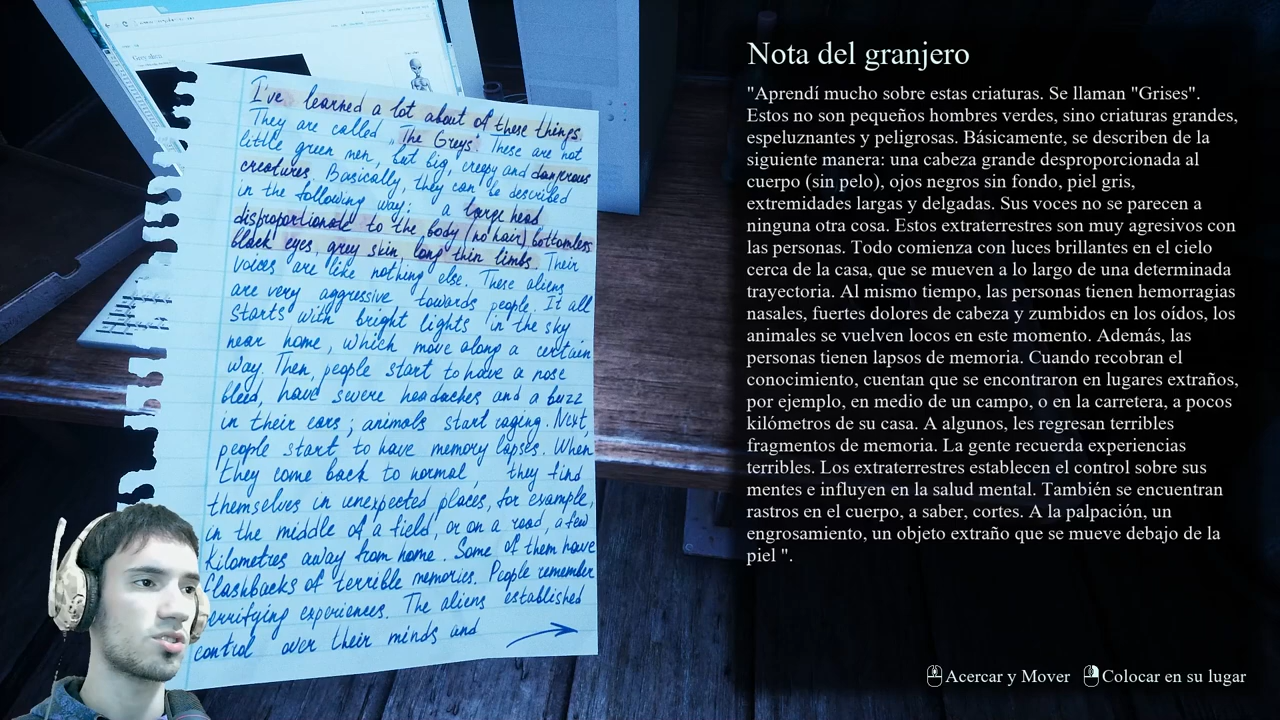 I've learned a lot about of these things.
They are called "The Greys". These are not
little green men, but big, creepy and dangerous
creatures. Basically, they can be described
in the following way: a large head
disproportionate to the body (no hair) bottomless
black eyes, grey skin, long thin limbs. Their
voices are like nothing else. These aliens
are very aggressive towards people. It all
starts with bright lights in the sky
near home, which move along a certain
way. Then, people start to have a nose
bleed, have severe headaches and a buzz
in their ears; animals start raging. Next,
people start to have memory lapses. When
they come back to normal they find
themselves in unexpected places, for example,
in the middle of a field, or on a road, a few
kilometres away from home. Some of them have
flashbacks of terrible memories. People remember
terrifying experiences. The aliens established
control over their minds and
Nota del granjero
"Aprendí mucho sobre estas criaturas. Se llaman "Grises".
Estos no son pequeños hombres verdes, sino criaturas grandes,
espeluznantes y peligrosas. Básicamente, se describen de la
siguiente manera: una cabeza grande desproporcionada al
cuerpo (sin pelo), ojos negros sin fondo, piel gris,
extremidades largas y delgadas. Sus voces no se parecen a
ninguna otra cosa. Estos extraterrestres son muy agresivos con
las personas. Todo comienza con luces brillantes en el cielo
cerca de la casa, que se mueven a lo largo de una determinada
trayectoria. Al mismo tiempo, las personas tienen hemorragias
nasales, fuertes dolores de cabeza y zumbidos en los oídos, los
animales se vuelven locos en este momento. Además, las
personas tienen lapsos de memoria. Cuando recobran el
conocimiento, cuentan que se encontraron en lugares extraños,
por ejemplo, en medio de un campo, o en la carretera, a pocos
kilómetros de su casa. A algunos, les regresan terribles
fragmentos de memoria. La gente recuerda experiencias
terribles. Los extraterrestres establecen el control sobre sus
mentes e influyen en la salud mental. También se encuentran
rastros en el cuerpo, a saber, cortes. A la palpación, un
engrosamiento, un objeto extraño que se mueve debajo de la
piel ".
Acercar y Mover Colocar en su lugar